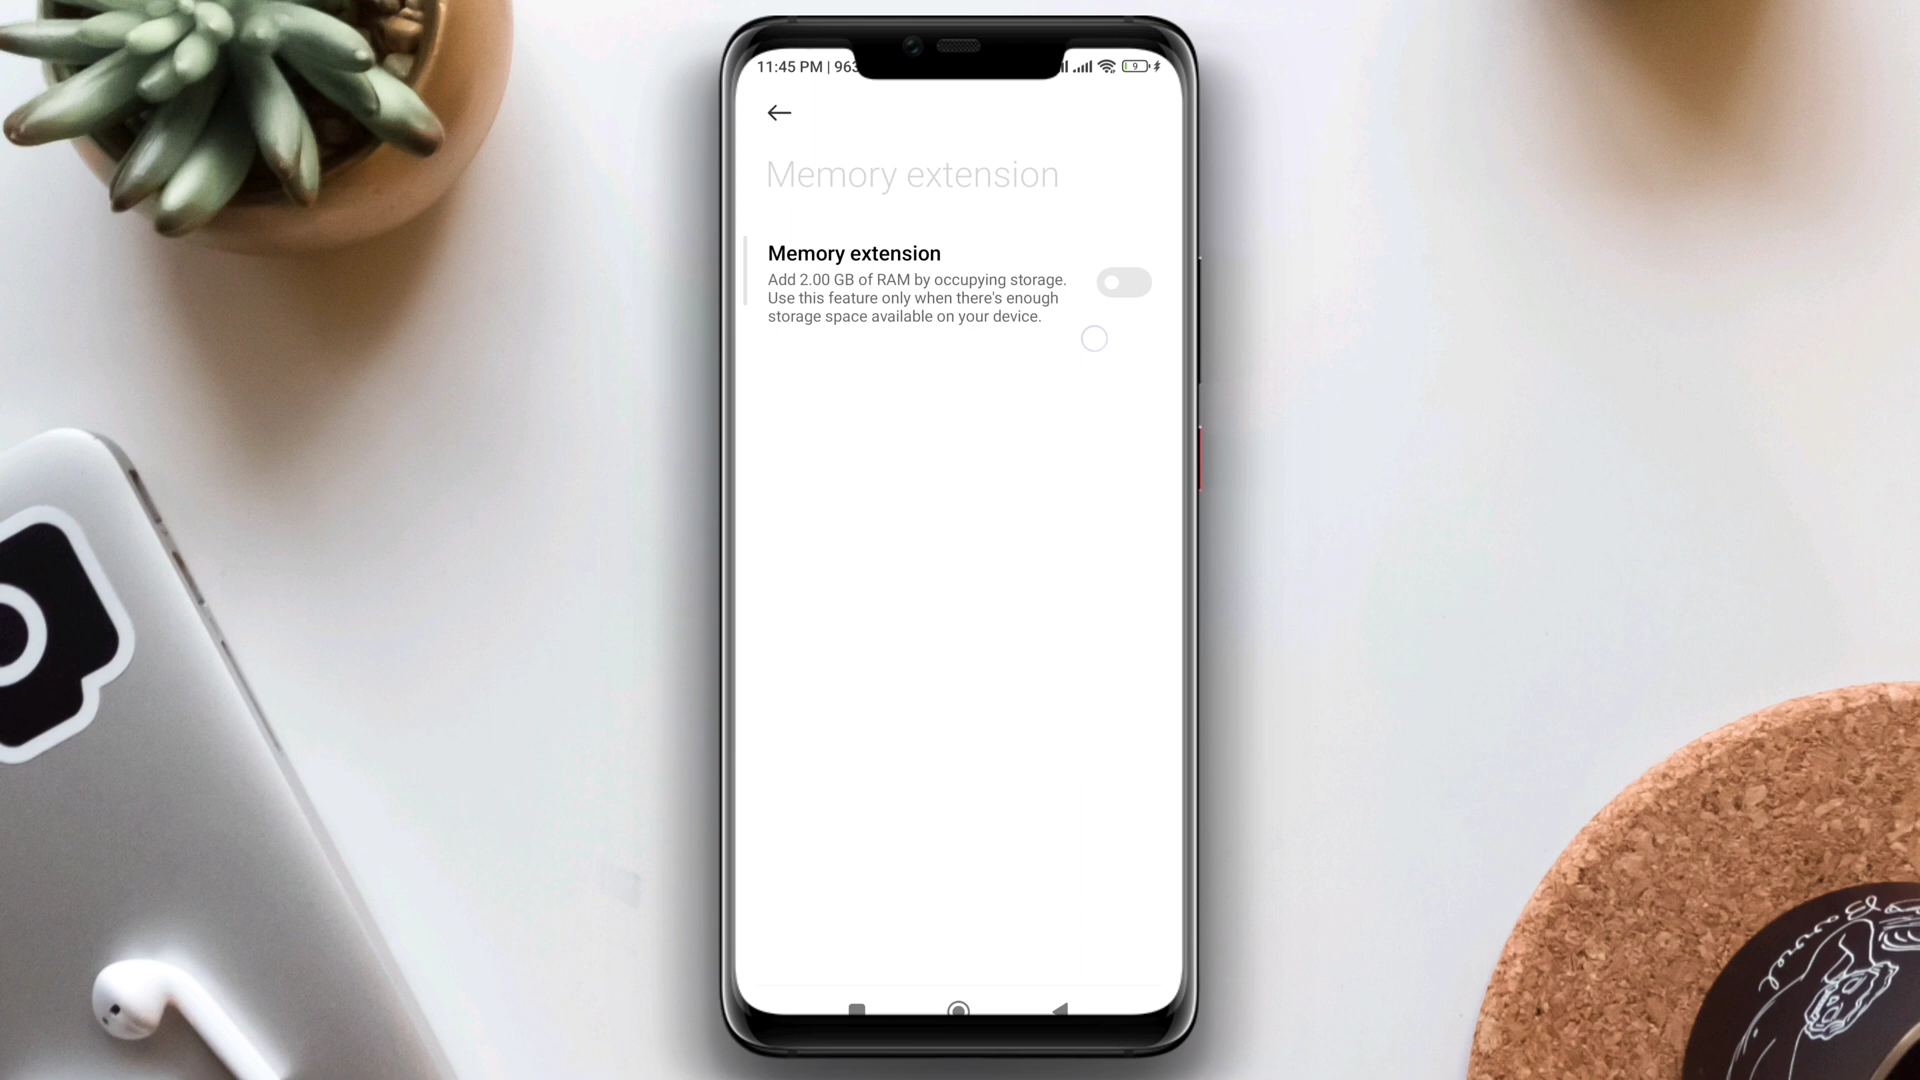 11:45 PM | 963
9
Memory extension
Memory extension
Add 2.00 GB of RAM by occupying storage.
Use this feature only when there's enough
storage space available on your device.